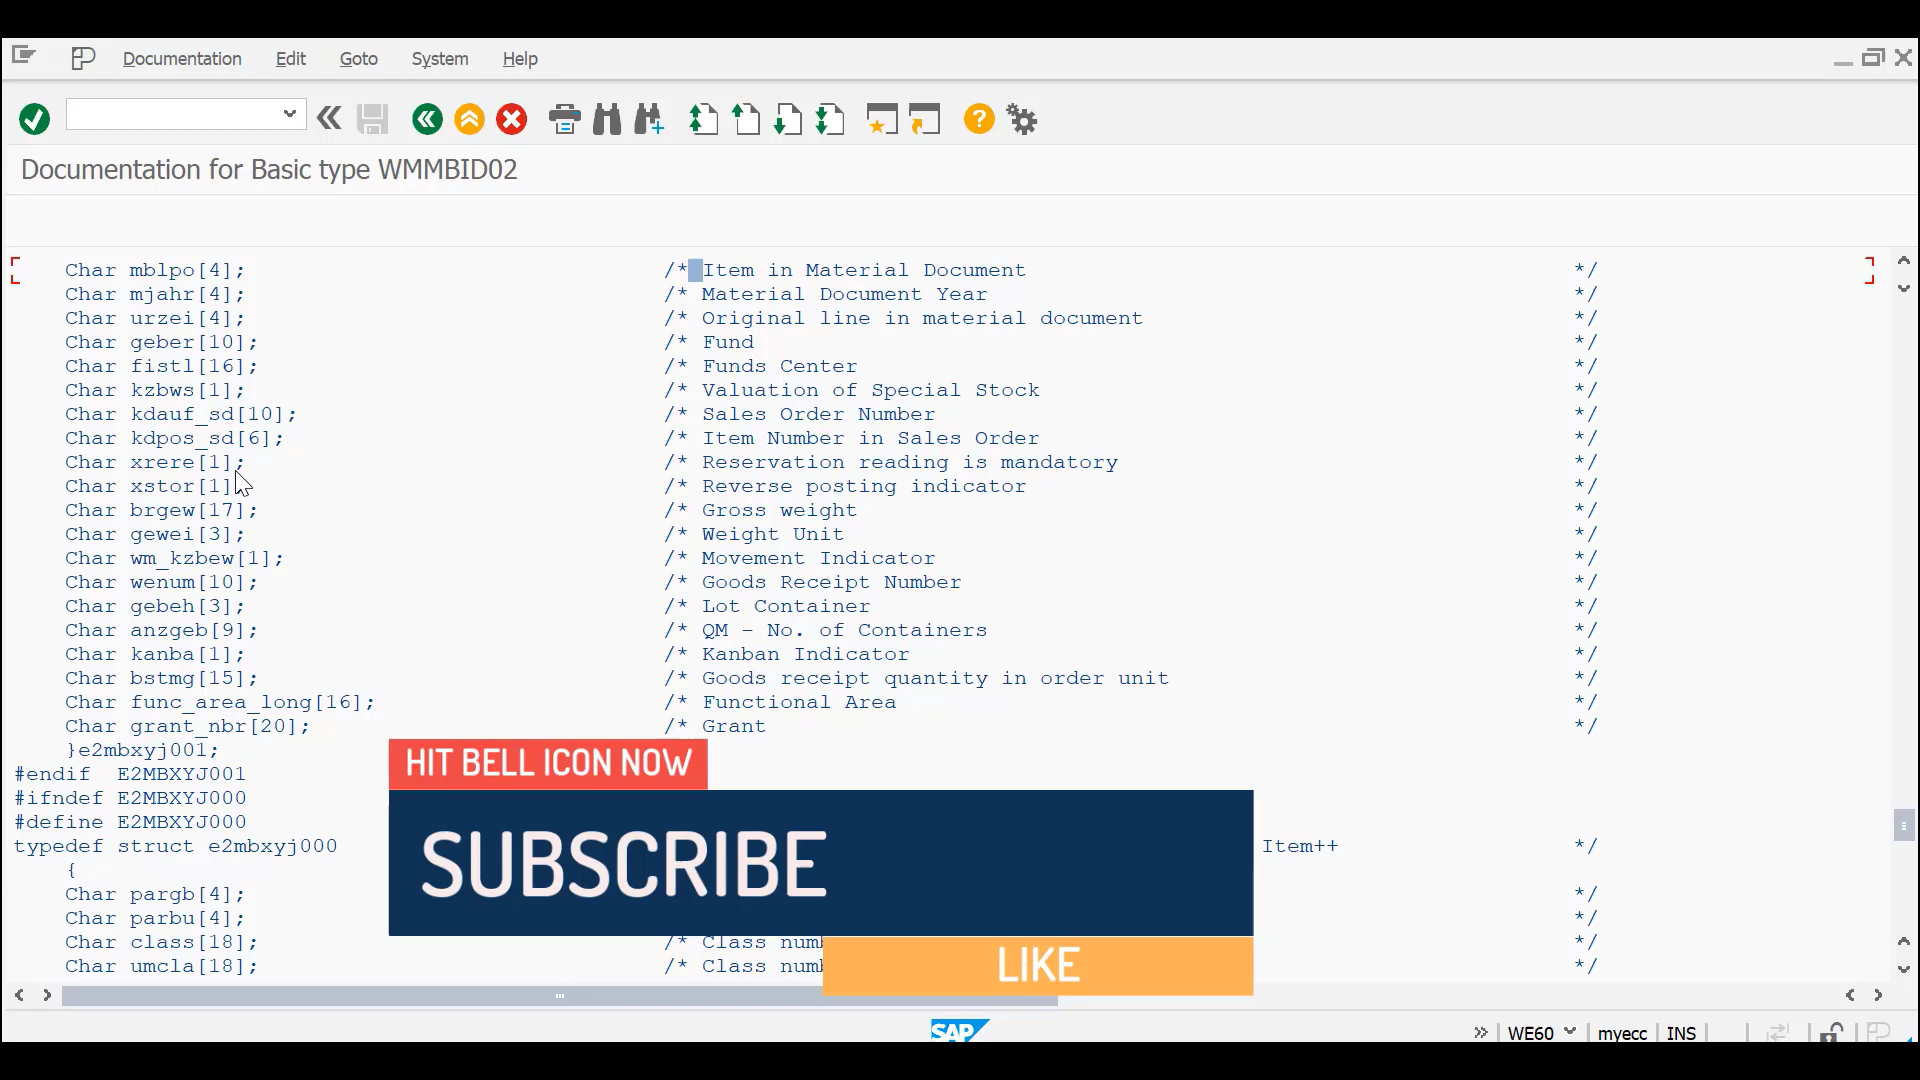 Documentation Edit Goto System Help
Documentation for Basic type WMMBID02
Char mblpo[4]; /* Item in Material Document */
Char mjahr[4]; /* Material Document Year */
Char urzei[4]; /* Original line in material document */
Char geber[10]; /* Fund */
Char fistl[16]; /* Funds Center */
Char kzbws[1]; /* Valuation of Special Stock */
Char kdauf_sd[10]; /* Sales Order Number */
Char kdpos_sd[6]; /* Item Number in Sales Order */
Char xrere[1]; /* Reservation reading is mandatory */
Char xstor[1] /* Reverse posting indicator */
Char brgew[17]; /* Gross weight */
Char gewei[3]; /* Weight Unit */
Char wm_kzbew[1]; /* Movement Indicator */
Char wenum[10]; /* Goods Receipt Number */
Char gebeh[3]; /* Lot Container */
Char anzgeb[9]; /* QM - No. of Containers */
Char kanba[1]; /* Kanban Indicator */
Char bstmg[15]; /* Goods receipt quantity in order unit */
Char func_area_long[16]; /* Functional Area */
Char grant_nbr[20]; /* Grant */
}e2mbxyj001;
#endif E2MBXYJ001
#ifndef E2MBXYJ000
#define E2MBXYJ000
typedef struct e2mbxyj000 Item++ */
{
Char pargb[4]; */
Char parbu[4]; */
Char class[18]; /* Class */
Char umcla[18]; /* Class */
HIT BELL ICON NOW
SUBSCRIBE
LIKE
SAP
WE60 myecc INS